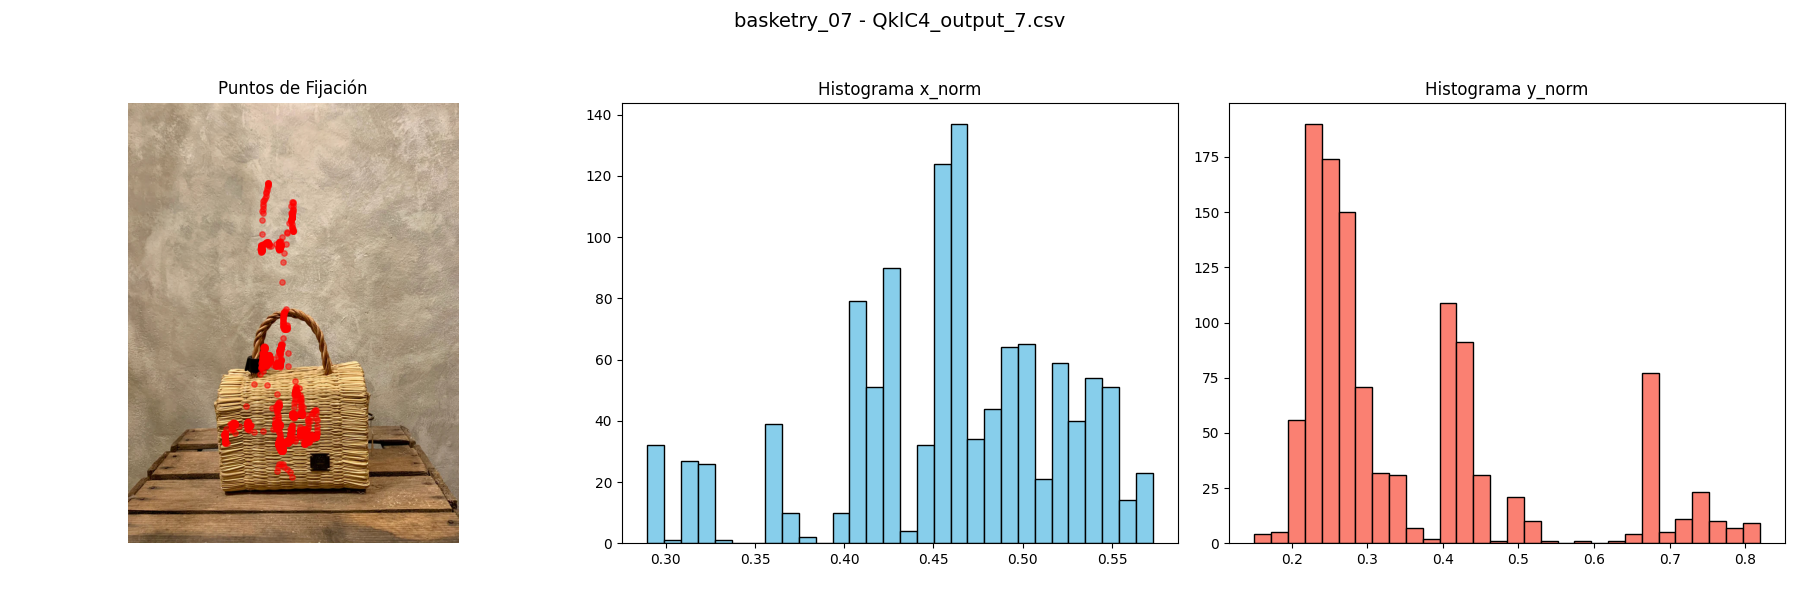 basketry_07 - QklC4_output_7.csv
Puntos de Fijación
Histograma x_norm
140
120
100
80
60
40
20
0
0.30 0.35 0.40 0.45 0.50 0.55
Histograma y_norm
175
150
125
100
75
50
25
0
0.2 0.3 0.4 0.5 0.6 0.7 0.8